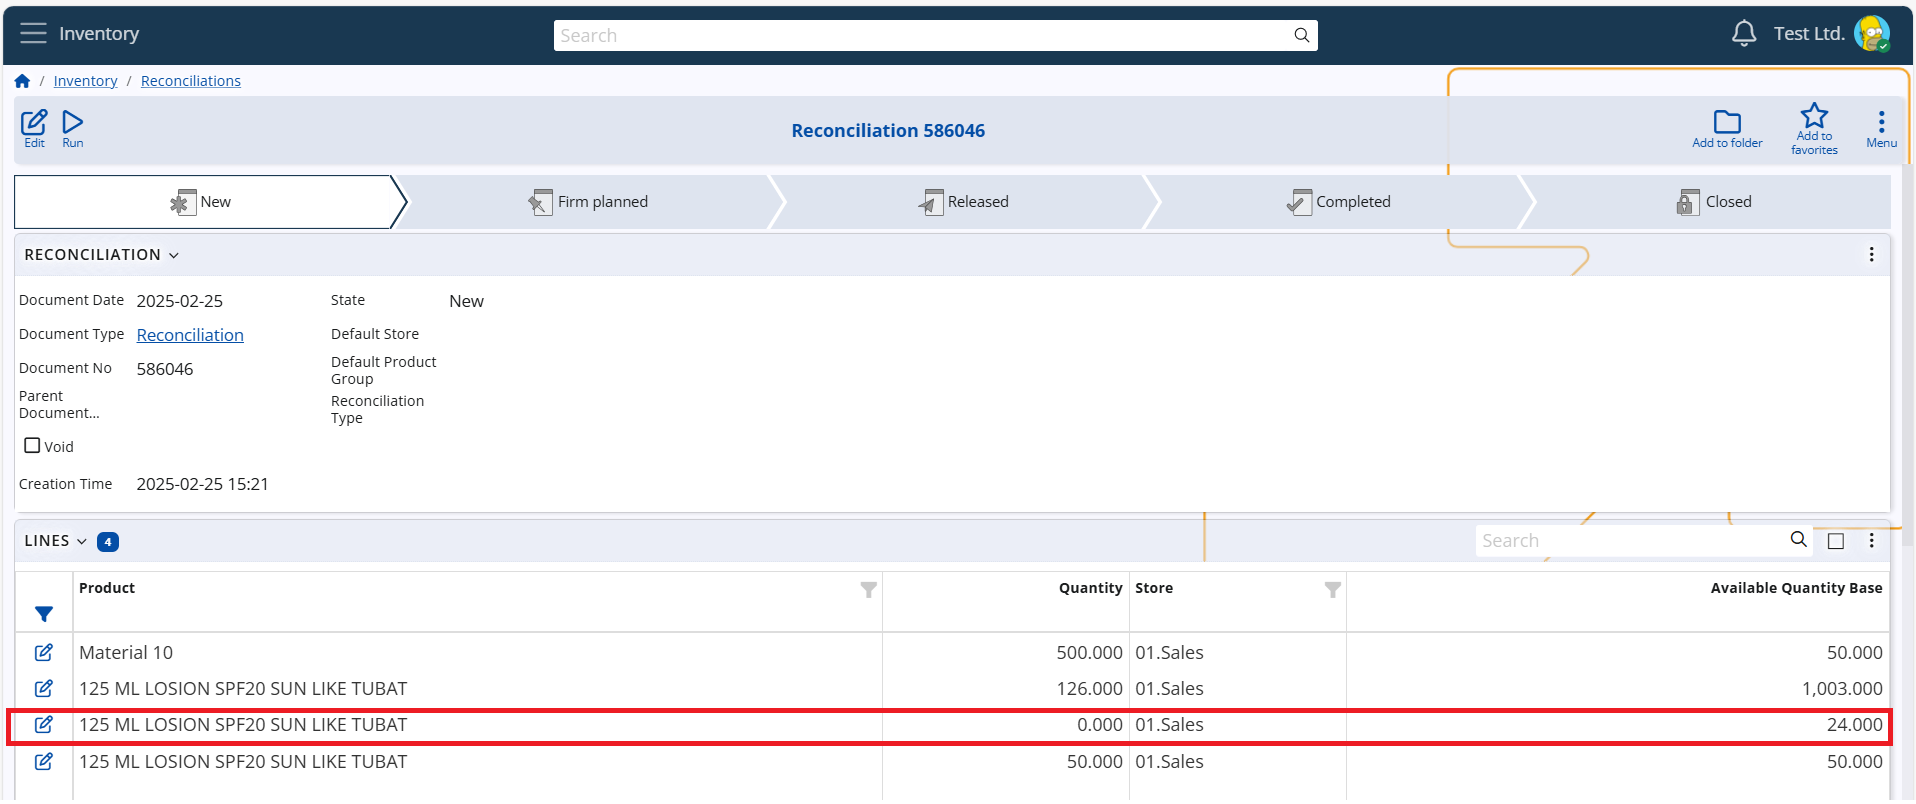 Inventory
Search
Test Ltd.
/ Inventory / Reconciliations
Edit
Run
Reconciliation 586046
Add to folder
Add to favorites
Menu
New
Firm planned
Released
Completed
Closed
RECONCILIATION
Document Date 2025-02-25
State New
Document Type Reconciliation
Default Store
Document No 586046
Default Product Group
Parent Document...
Reconciliation Type
Void
Creation Time 2025-02-25 15:21
LINES 4
Search
Product Quantity Store Available Quantity Base
Material 10 500.000 01.Sales 50.000
125 ML LOSION SPF20 SUN LIKE TUBAT 126.000 01.Sales 1,003.000
125 ML LOSION SPF20 SUN LIKE TUBAT 0.000 01.Sales 24.000
125 ML LOSION SPF20 SUN LIKE TUBAT 50.000 01.Sales 50.000